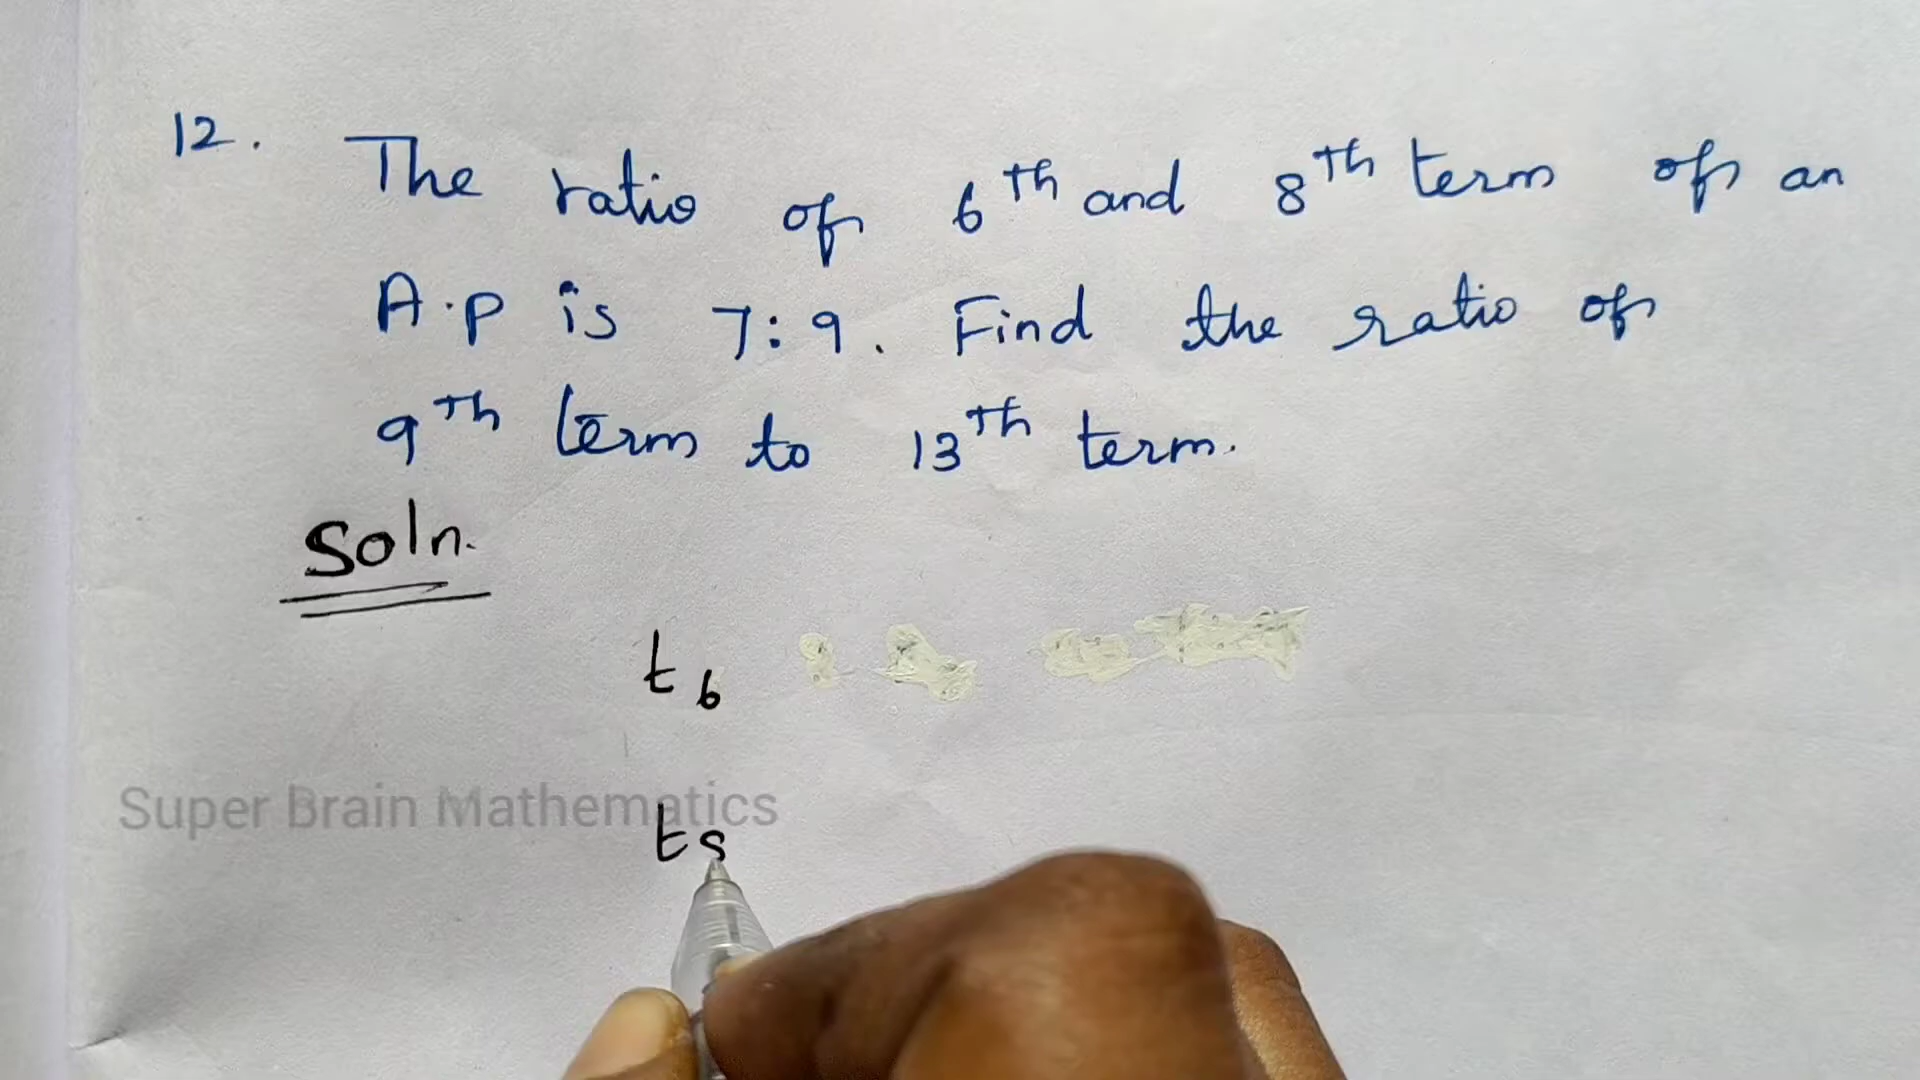 12. The ratio of 6th and 8th term of an
A.P is 7:9. Find the ratio of
9th term to 13th term.
Soln.
t6
Super Brain Mathematics
t8